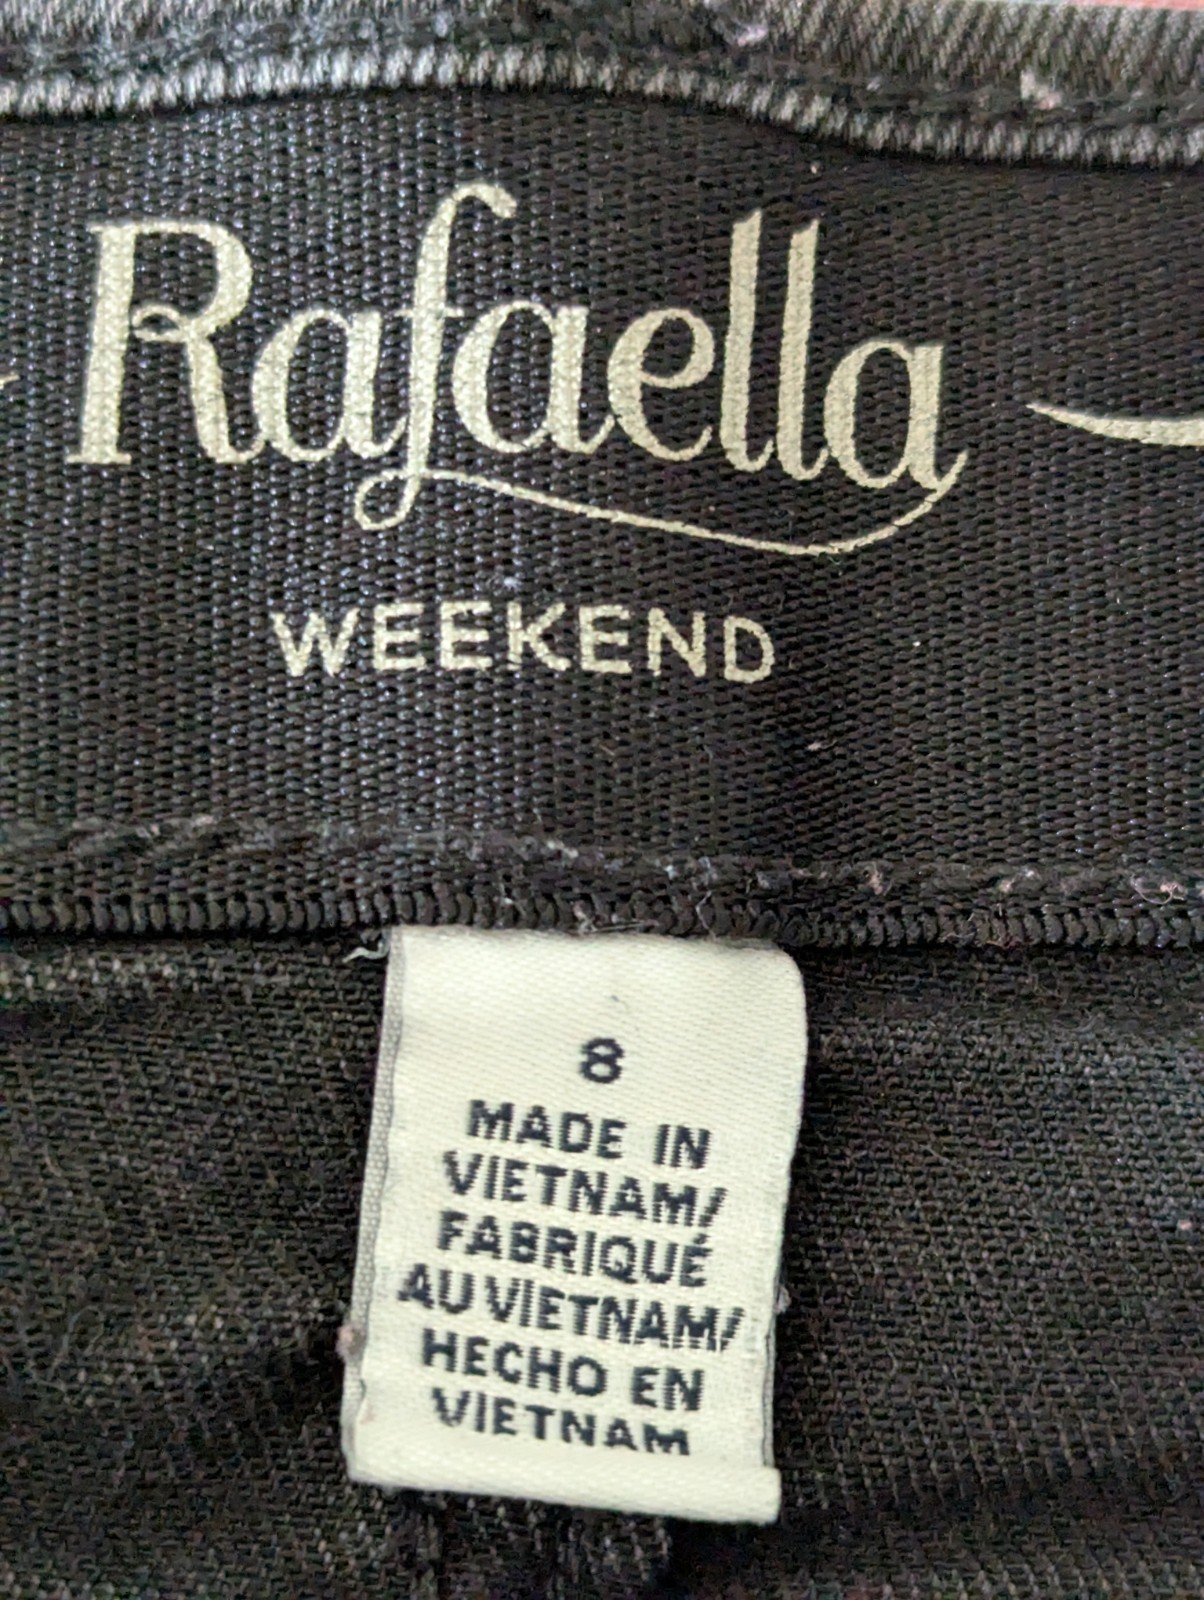 Rafaella
WEEKEND
8
MADE IN
VIETNAM/
FABRIQUÉ
AU VIETNAM/
HECHO EN
VIETNAM